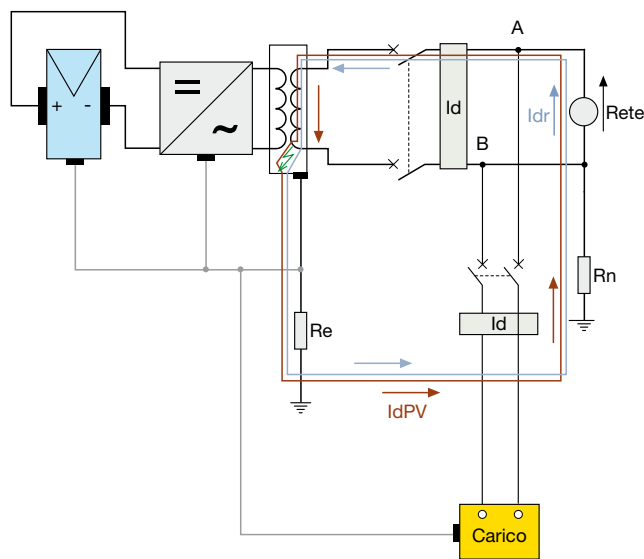 A
+ -
= ~
Id
Idr
Rete
B
Rn
Re
Id
IdPV
Carico